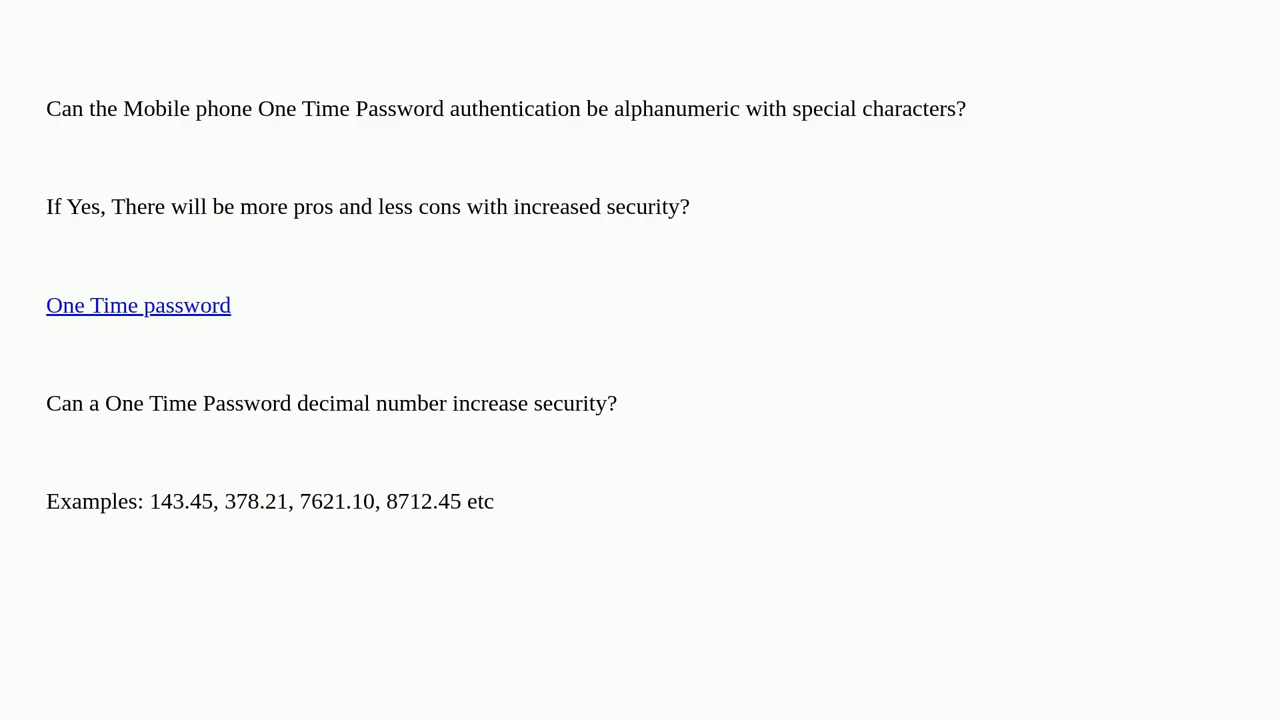 Can the Mobile phone One Time Password authentication be alphanumeric with special characters?
If Yes, There will be more pros and less cons with increased security?
One Time password
Can a One Time Password decimal number increase security?
Examples: 143.45, 378.21, 7621.10, 8712.45 etc